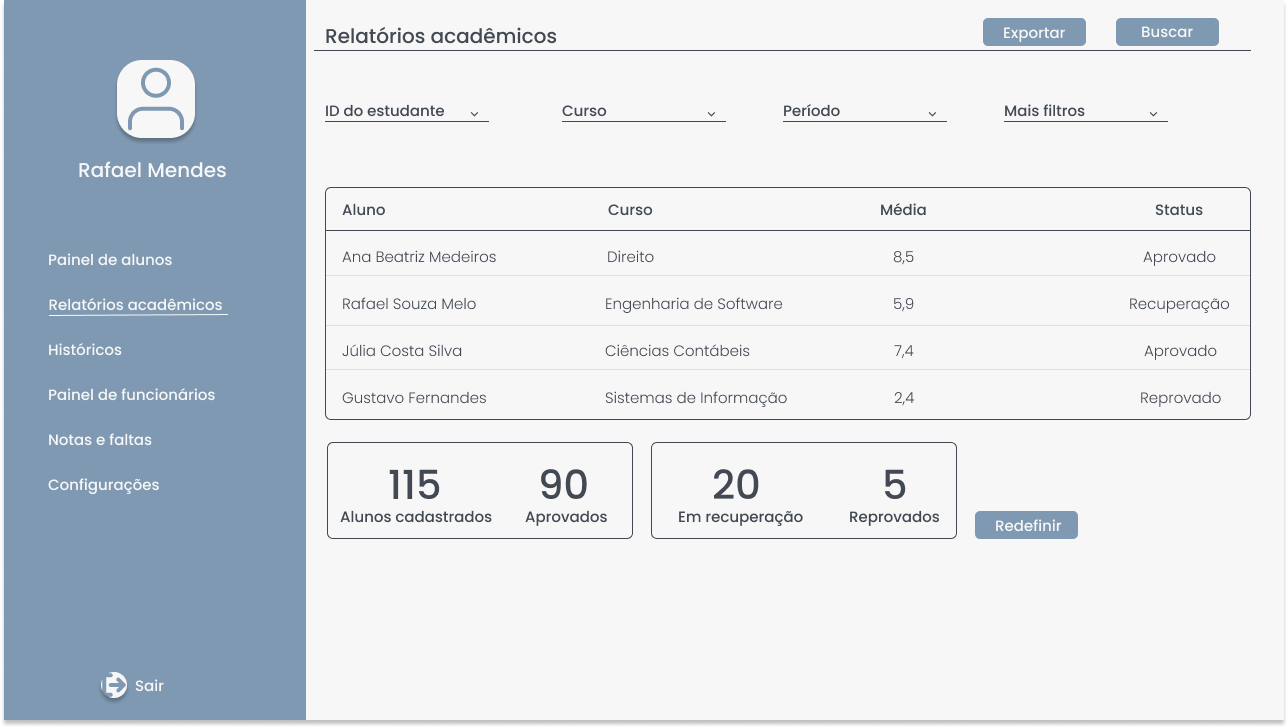 Rafael Mendes
Painel de alunos
Relatórios acadêmicos
Históricos
Painel de funcionários
Notas e faltas
Configurações
Sair
Relatórios acadêmicos Exportar Buscar
ID do estudante Curso Período Mais filtros
Aluno Curso Média Status
Ana Beatriz Medeiros Direito 8,5 Aprovado
Rafael Souza Melo Engenharia de Software 5,9 Recuperação
Júlia Costa Silva Ciências Contábeis 7,4 Aprovado
Gustavo Fernandes Sistemas de Informação 2,4 Reprovado
115 90 20 5
Alunos cadastrados Aprovados Em recuperação Reprovados
Redefinir